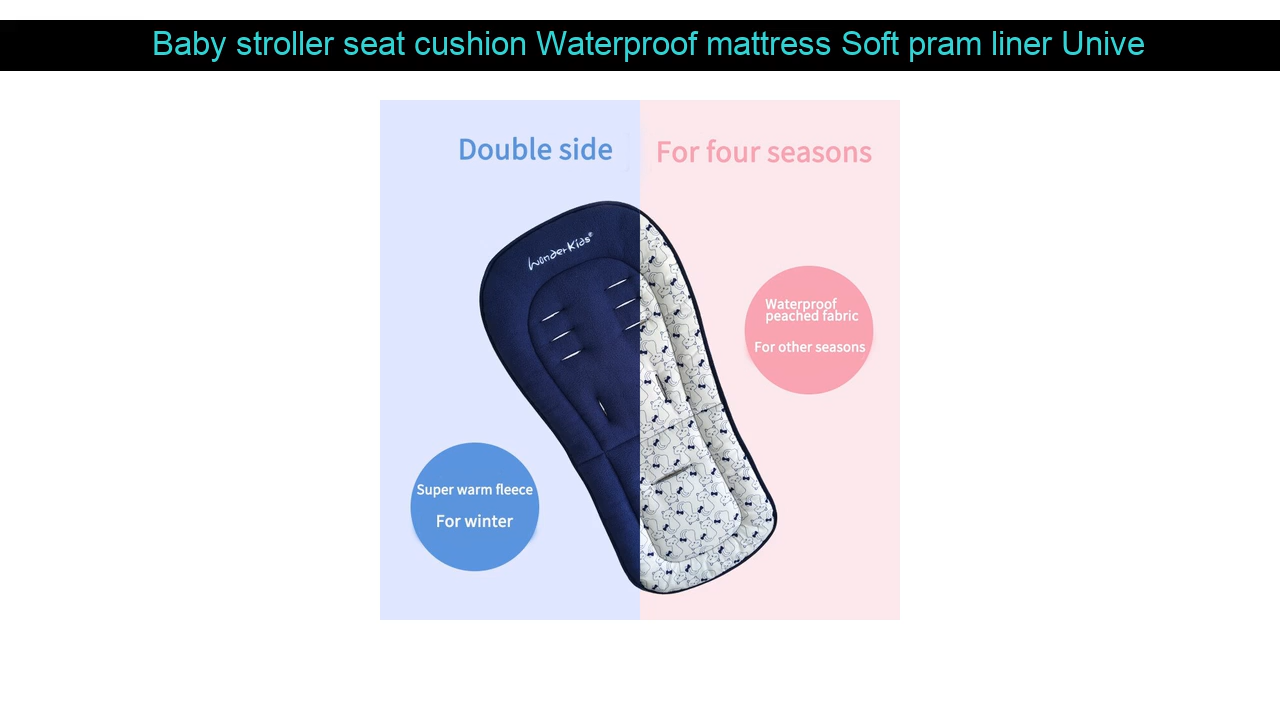 Baby stroller seat cushion Waterproof mattress Soft pram liner Unive
Double side
For four seasons
WonderKids®
Waterproof
peached fabric
For other seasons
Super warm fleece
For winter